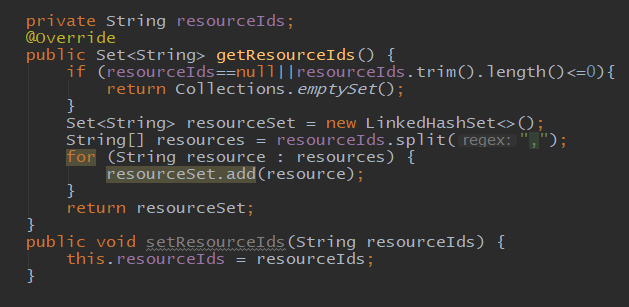 private String resourceIds;
@Override
public Set<String> getResourceIds() {
if (resourceIds==null||resourceIds.trim().length()<=0){
return Collections.emptySet();
}
Set<String> resourceSet = new LinkedHashSet<>();
String[] resources = resourceIds.split( regex: ",");
for (String resource : resources) {
resourceSet.add(resource);
}
return resourceSet;
}
public void setResourceIds(String resourceIds) {
this.resourceIds = resourceIds;
}